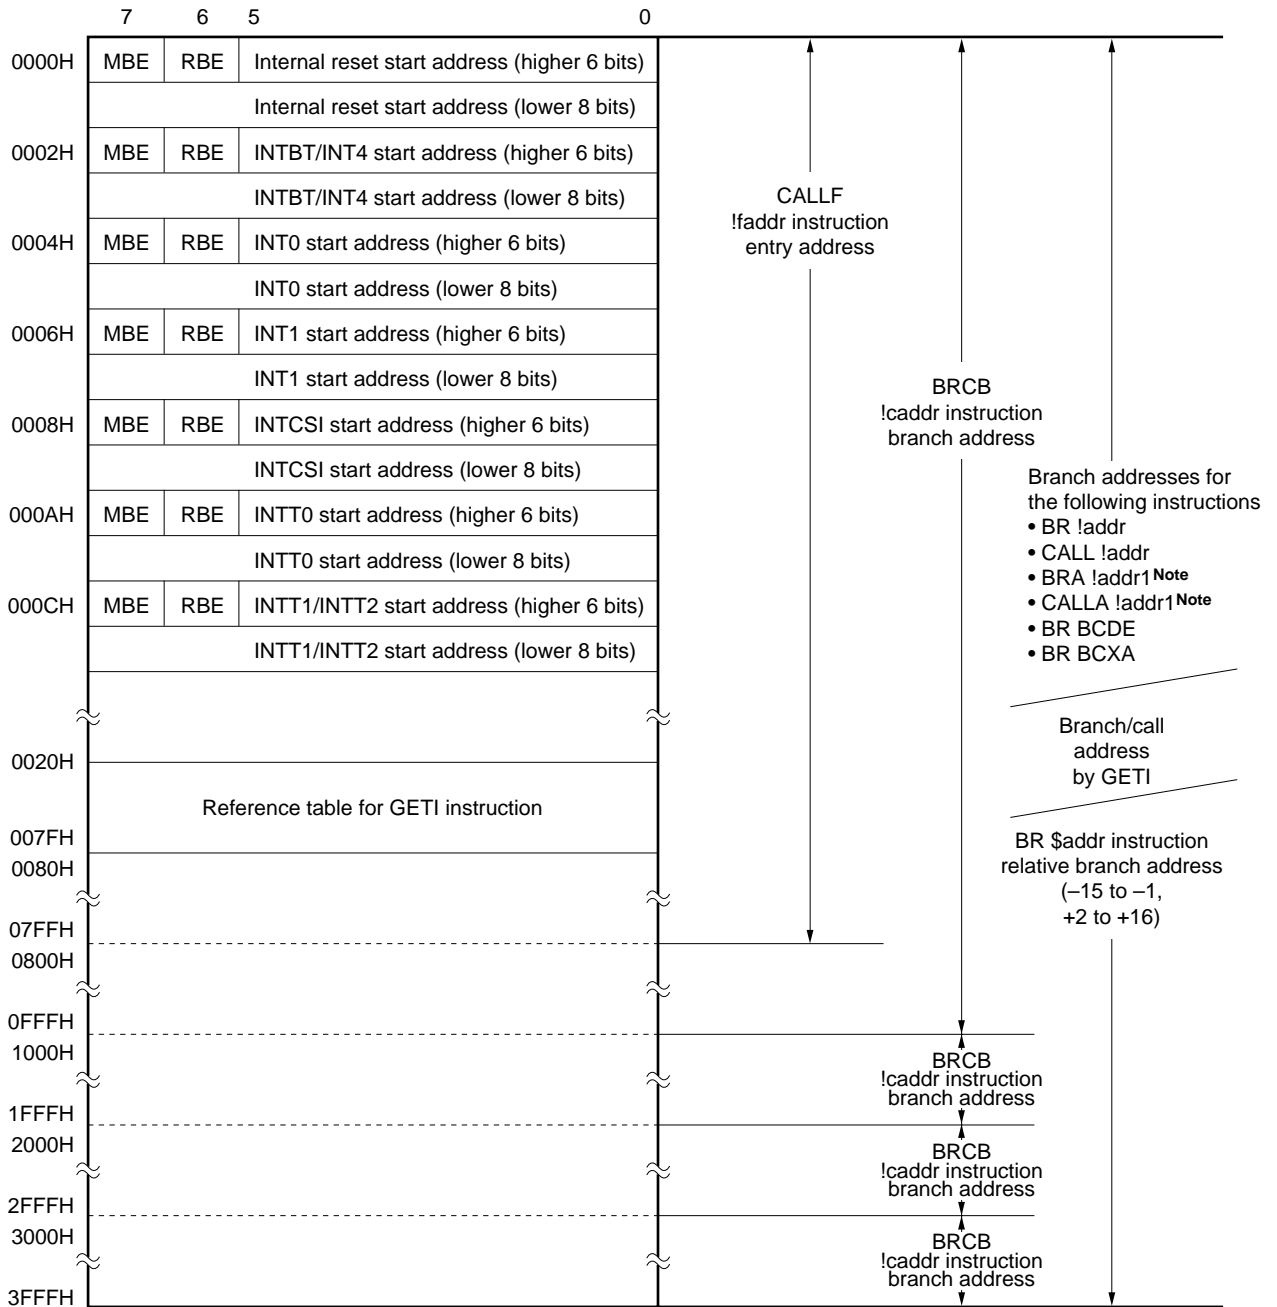 7 6 5 0
0000H MBE RBE Internal reset start address (higher 6 bits)
Internal reset start address (lower 8 bits)
0002H MBE RBE INTBT/INT4 start address (higher 6 bits)
INTBT/INT4 start address (lower 8 bits)
0004H MBE RBE INT0 start address (higher 6 bits)
INT0 start address (lower 8 bits)
0006H MBE RBE INT1 start address (higher 6 bits)
INT1 start address (lower 8 bits)
0008H MBE RBE INTCSI start address (higher 6 bits)
INTCSI start address (lower 8 bits)
000AH MBE RBE INTT0 start address (higher 6 bits)
INTT0 start address (lower 8 bits)
000CH MBE RBE INTT1/INTT2 start address (higher 6 bits)
INTT1/INTT2 start address (lower 8 bits)
0020H
Reference table for GETI instruction
007FH
0080H
07FFH
0800H
0FFFH
1000H
1FFFH
2000H
2FFFH
3000H
3FFFH
CALLF
!faddr instruction
entry address
BRCB
!caddr instruction
branch address
BRCB
!caddr instruction
branch address
BRCB
!caddr instruction
branch address
BRCB
!caddr instruction
branch address
Branch addresses for
the following instructions
• BR !addr
• CALL !addr
• BRA !addr1Note
• CALLA !addr1Note
• BR BCDE
• BR BCXA
Branch/call
address
by GETI
BR $addr instruction
relative branch address
(–15 to –1,
+2 to +16)